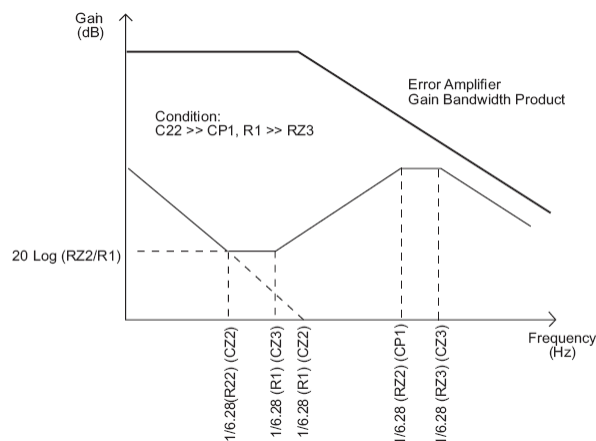 Gain
(dB)
Error Amplifier
Gain Bandwidth Product
Condition:
C22 >> CP1, R1 >> RZ3
20 Log (RZ2/R1)
Frequency
(Hz)
1/6.28(R22) (CZ2)
1/6.28 (R1) (CZ3)
1/6.28 (R1) (CZ2)
1/6.28 (RZ2) (CP1)
1/6.28 (RZ3) (CZ3)